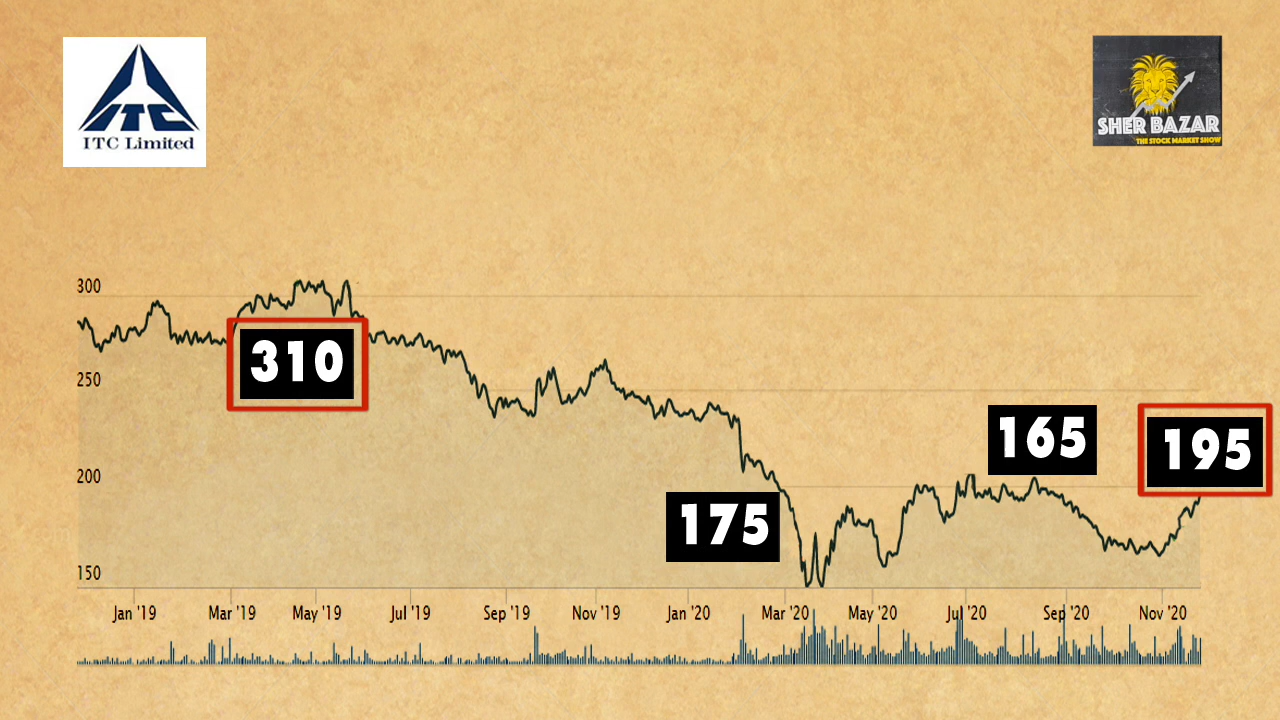 ITC
ITC Limited
SHER BAZAR
THE STOCK MARKET SHOW
300
310
250
165
195
200
175
150
Jan '19
Mar '19
May '19
Jul '19
Sep '19
Nov '19
Jan '20
Mar '20
May '20
Jul '20
Sep '20
Nov '20